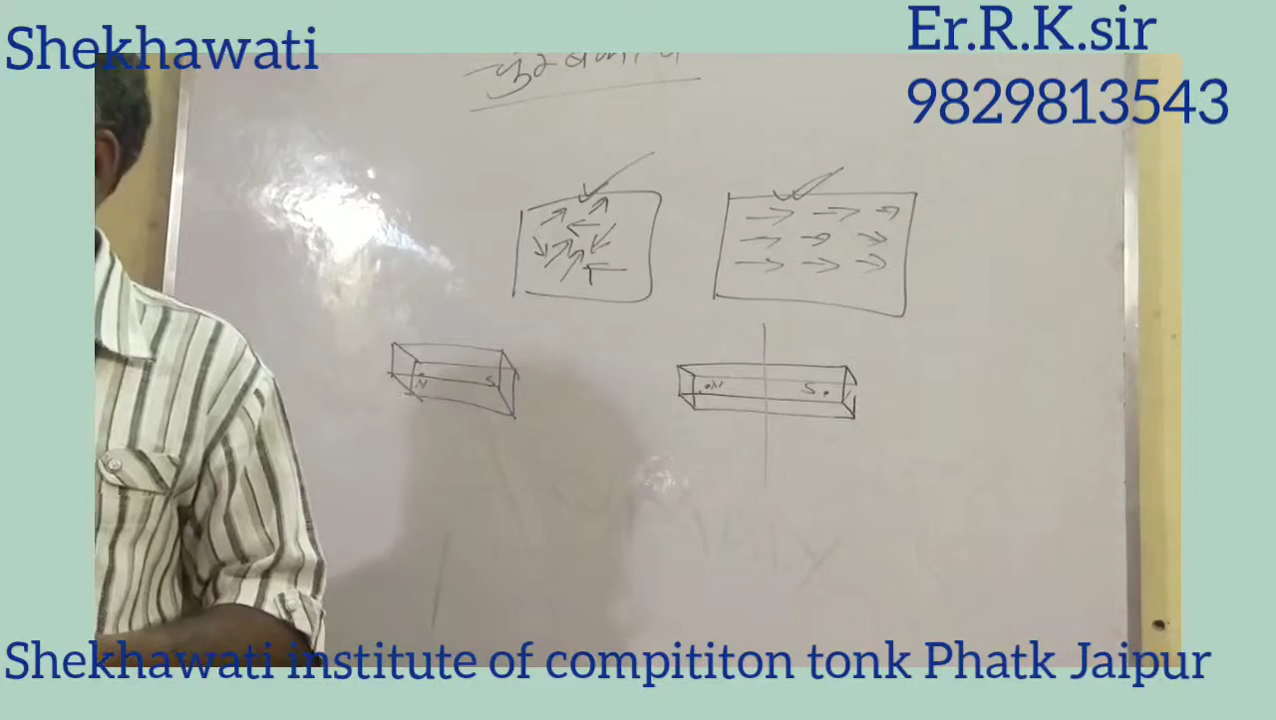 Shekhawati
Er.R.K.sir
9829813543
N S
N S
Shekhawati institute of compititon tonk Phatk Jaipur